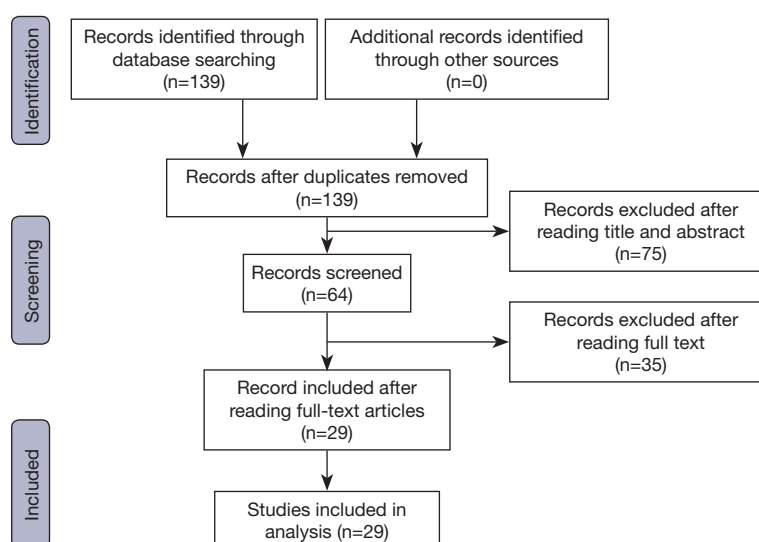 Identification
Records identified through
database searching
(n=139)
Additional records identified
through other sources
(n=0)
Records after duplicates removed
(n=139)
Screening
Records excluded after
reading title and abstract
(n=75)
Records screened
(n=64)
Records excluded after
reading full text
(n=35)
Record included after
reading full-text articles
(n=29)
Included
Studies included in
analysis (n=29)